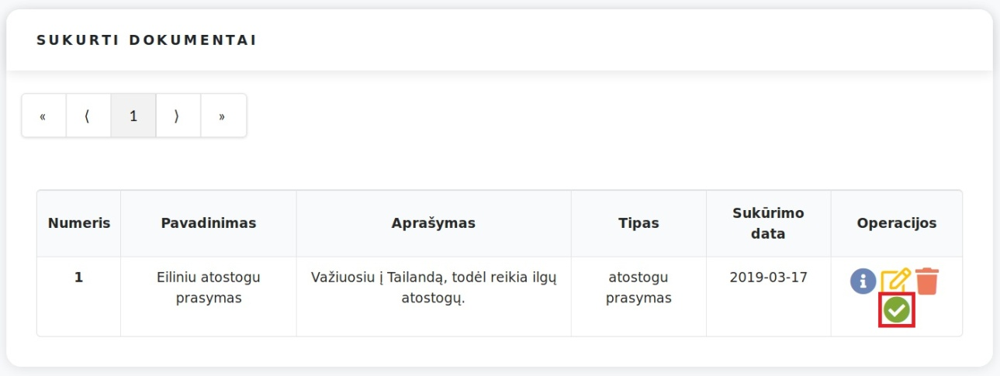 SUKURTI DOKUMENTAI
« ⟨ 1 ⟩ »
Numeris Pavadinimas Aprašymas Tipas Sukūrimo data Operacijos
1 Eiliniu atostogu prasymas Važiuosiu į Tailandą, todėl reikia ilgų atostogų. atostogu prasymas 2019-03-17